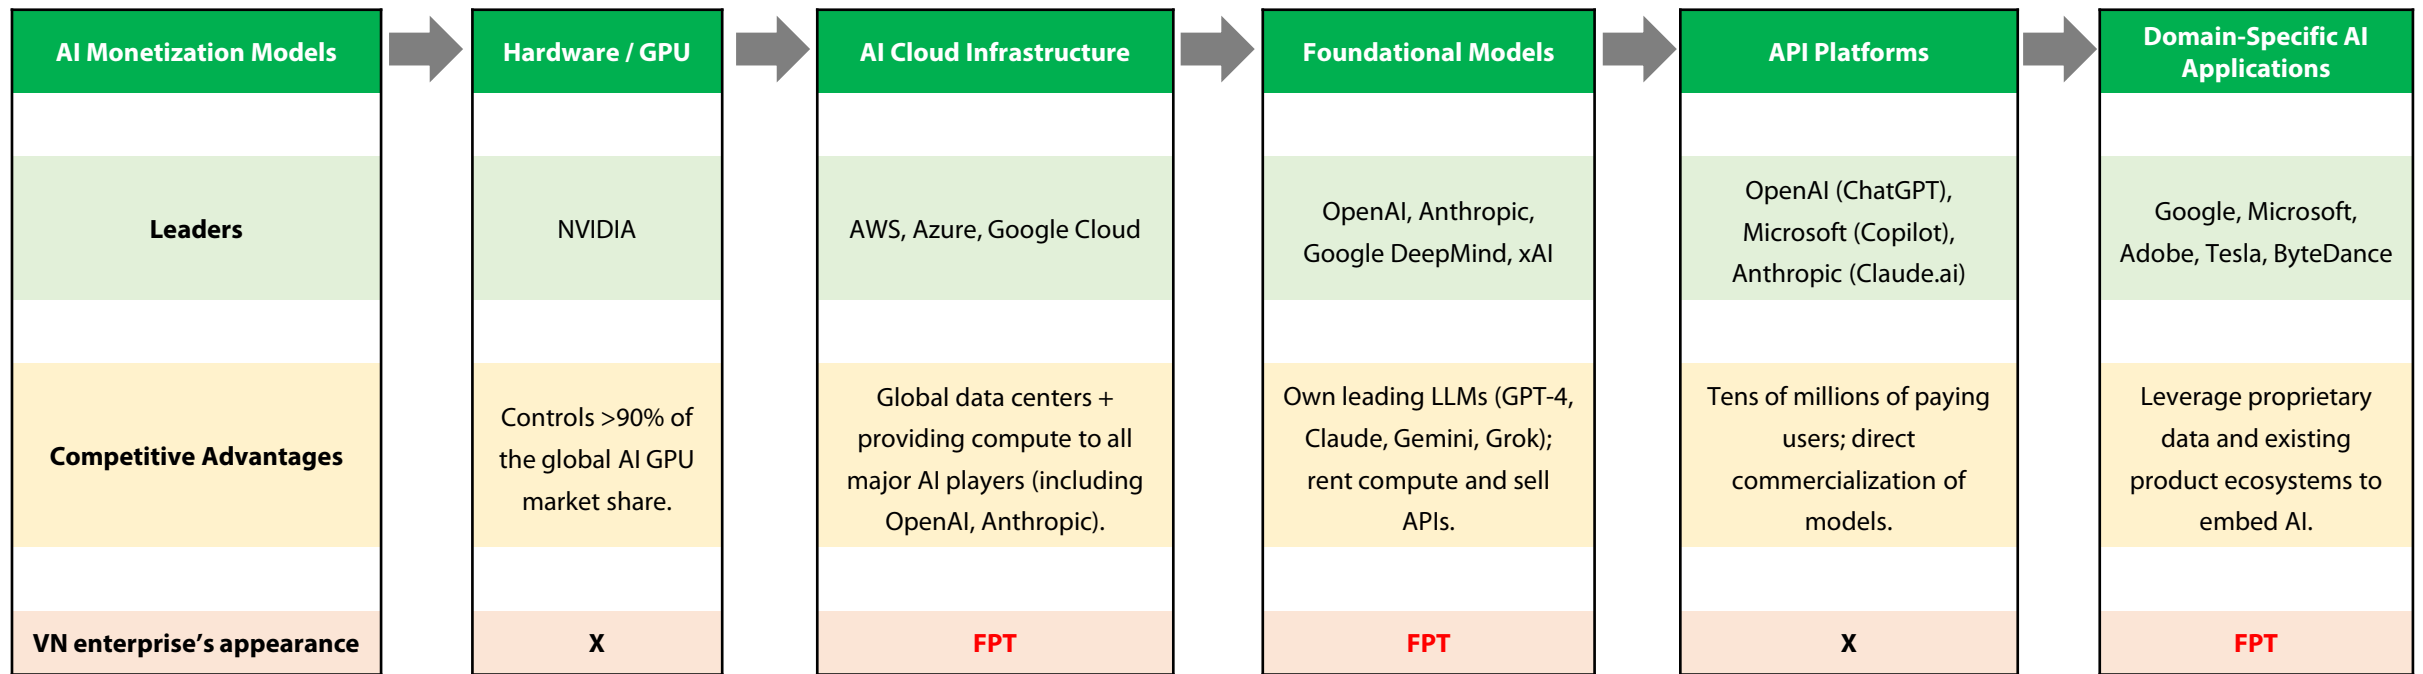 AI Monetization Models
Hardware / GPU
AI Cloud Infrastructure
Foundational Models
API Platforms
Domain-Specific AI
Applications
Leaders
NVIDIA
AWS, Azure, Google Cloud
OpenAI, Anthropic,
Google DeepMind, xAI
OpenAI (ChatGPT),
Microsoft (Copilot),
Anthropic (Claude.ai)
Google, Microsoft,
Adobe, Tesla, ByteDance
Competitive Advantages
Controls >90% of
the global AI GPU
market share.
Global data centers +
providing compute to all
major AI players (including
OpenAI, Anthropic).
Own leading LLMs (GPT-4,
Claude, Gemini, Grok);
rent compute and sell
APIs.
Tens of millions of paying
users; direct
commercialization of
models.
Leverage proprietary
data and existing
product ecosystems to
embed AI.
VN enterprise’s appearance
X
FPT
FPT
X
FPT